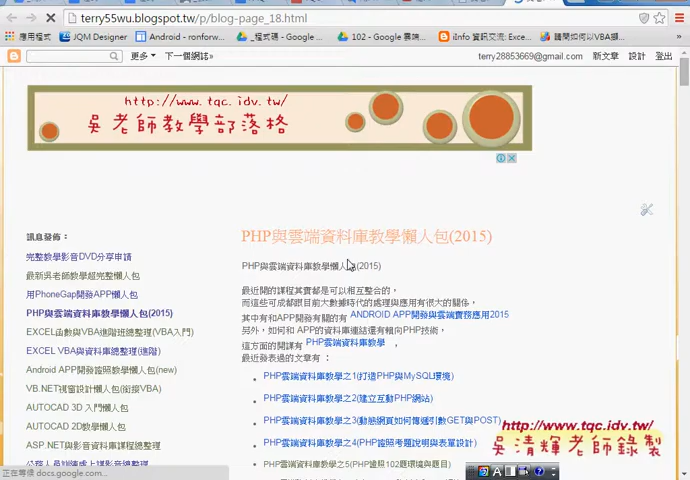 terry55wu.blogspot.tw/p/blog-page_18.html
應用程式 JQM Designer Android - ronforw... _程式碼 - Google ... 102 - Google 雲端... iInfo 資訊交流: Exce...
更多 下一個網誌» terry28853669@gmail.com 新文章 設計 登出
http://www.tqc.idv.tw/
吳老師教學部落格
訊息發佈：
完整教學影音DVD分享申請
最新吳老師教學超完整懶人包
用PhoneGap開發APP懶人包
PHP與雲端資料庫教學懶人包(2015)
EXCEL函數與VBA進階班總整理(VBA入門)
EXCEL VBA與資料庫總整理(進階)
Android APP開發證照教學懶人包(new)
VB.NET視窗設計懶人包(銜接VBA)
AUTOCAD 3D 入門懶人包
AUTOCAD 2D教學懶人包
ASP.NET與影音資料庫課程總整理
PHP與雲端資料庫教學懶人包(2015)
PHP與雲端資料庫教學懶人包(2015)
最近開的課程其實都是可以相互整合的，
而這些可成都跟目前大數據時代的處理與應用有很大的關係，
其中有和APP開發有關的有 ANDROID APP開發與雲端實務應用2015
另外，如何和 APP的資料庫連結還有轉向PHP技術，
這方面的開課有 PHP雲端資料庫教學 ，
最近發表過的文章有：
PHP雲端資料庫教學之1(打造PHP與MySQL環境)
PHP雲端資料庫教學之2(建立互動PHP網站)
PHP雲端資料庫教學之3(動態網頁如何傳遞引數GET與POST)
PHP雲端資料庫教學之4(PHP證照考題說明與表單設計)
PHP雲端資料庫教學之5(PHP證照102題環境與題目)
http://www.tqc.idv.tw/
吳清輝老師錄製
正在等候 docs.google.com...